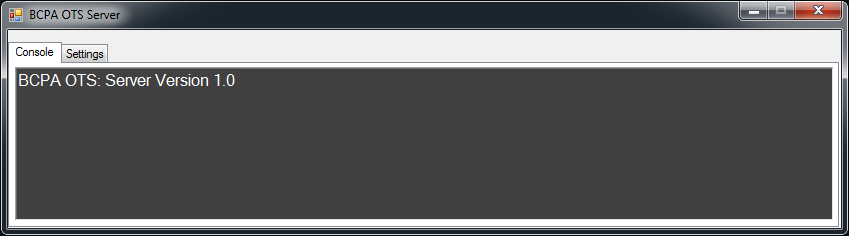 BCPA OTS Server
Console Settings
BCPA OTS: Server Version 1.0